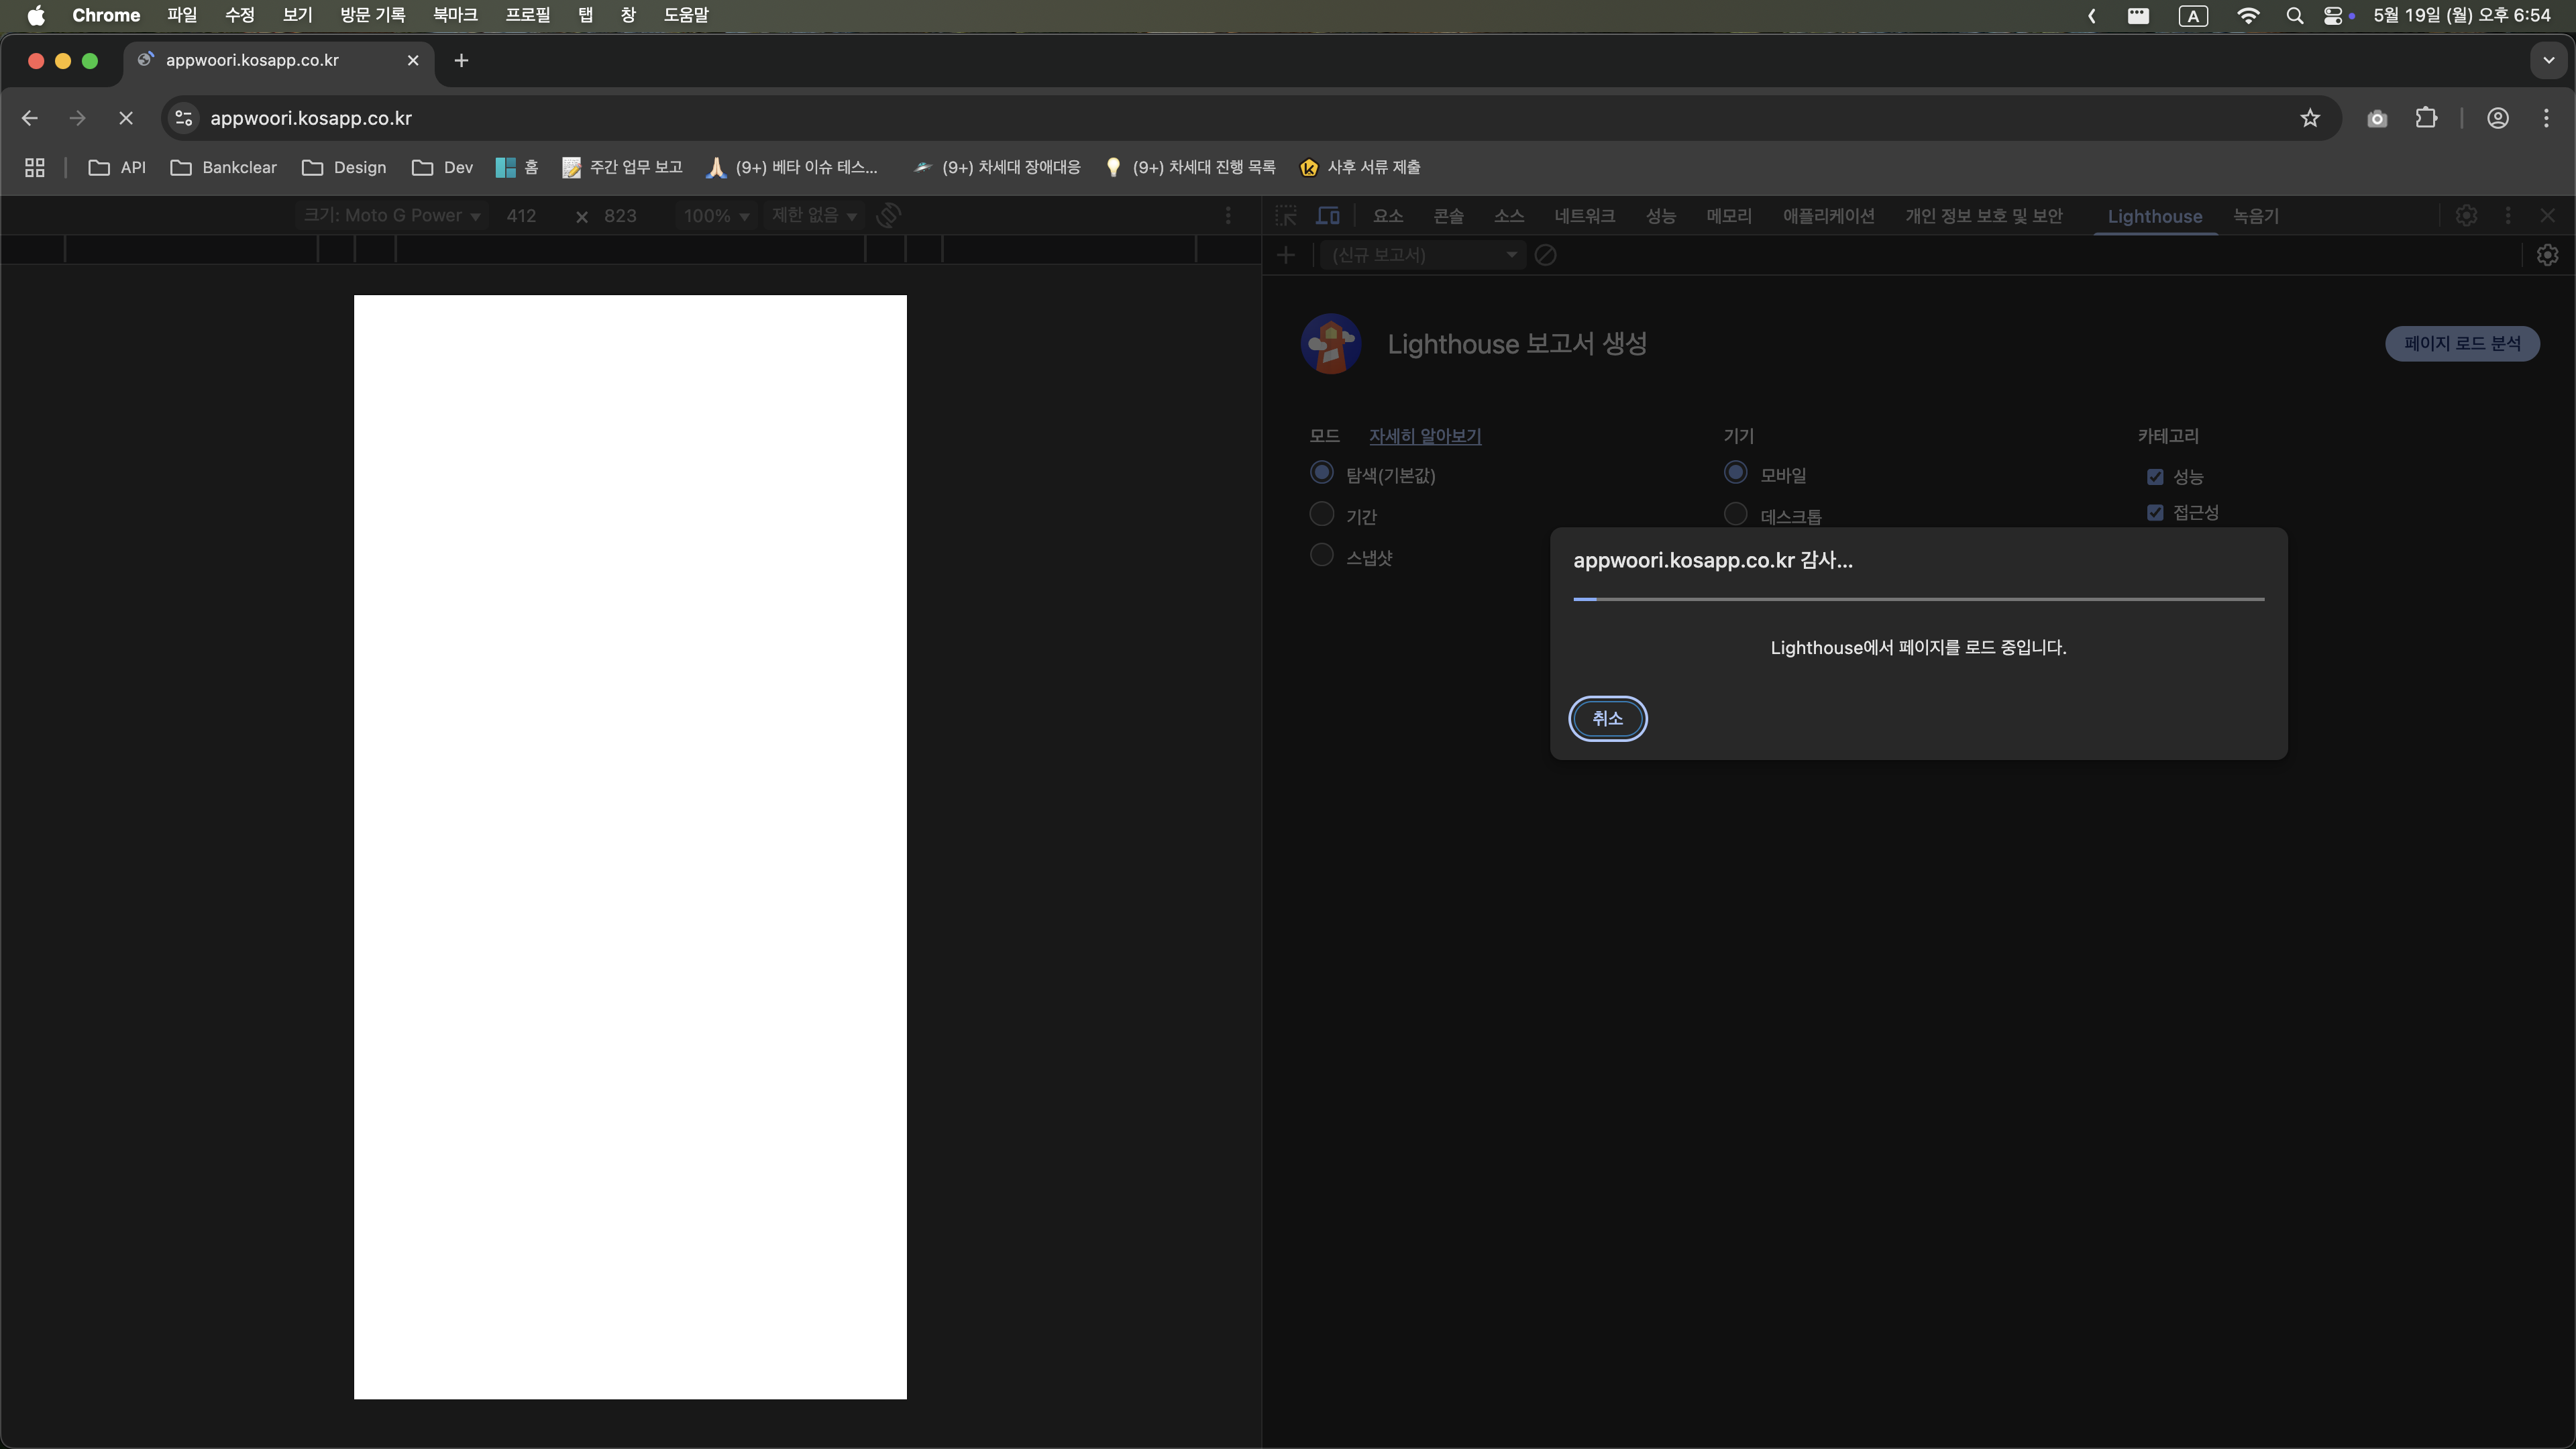 Chrome 파일 수정 보기 방문 기록 북마크 프로필 탭 창 도움말 A 5월 19일 (월) 오후 6:54
appwoori.kosapp.co.kr
appwoori.kosapp.co.kr
API Bankclear Design Dev 홈 주간 업무 보고 (9+) 베타 이슈 테스... (9+) 차세대 장애대응 (9+) 차세대 진행 목록 사후 서류 제출
크기: Moto G Power 412 × 823 100% 제한 없음
요소 콘솔 소스 네트워크 성능 메모리 애플리케이션 개인 정보 보호 및 보안 Lighthouse 녹음기
(신규 보고서)
Lighthouse 보고서 생성
페이지 로드 분석
모드 자세히 알아보기 기기 카테고리
탐색(기본값) 모바일 성능
기간 데스크톱 접근성
스냅샷
appwoori.kosapp.co.kr 감사...
Lighthouse에서 페이지를 로드 중입니다.
취소